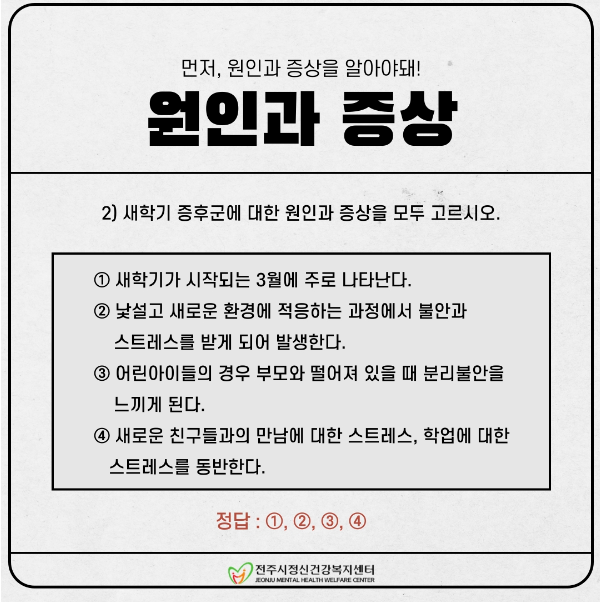 먼저, 원인과 증상을 알아야돼!
원인과 증상
2) 새학기 증후군에 대한 원인과 증상을 모두 고르시오.
① 새학기가 시작되는 3월에 주로 나타난다.
② 낯설고 새로운 환경에 적응하는 과정에서 불안과
스트레스를 받게 되어 발생한다.
③ 어린아이들의 경우 부모와 떨어져 있을 때 분리불안을
느끼게 된다.
④ 새로운 친구들과의 만남에 대한 스트레스, 학업에 대한
스트레스를 동반한다.
정답 : ①, ②, ③, ④
전주시정신건강복지센터
JEONJU MENTAL HEALTH WELFARE CENTER